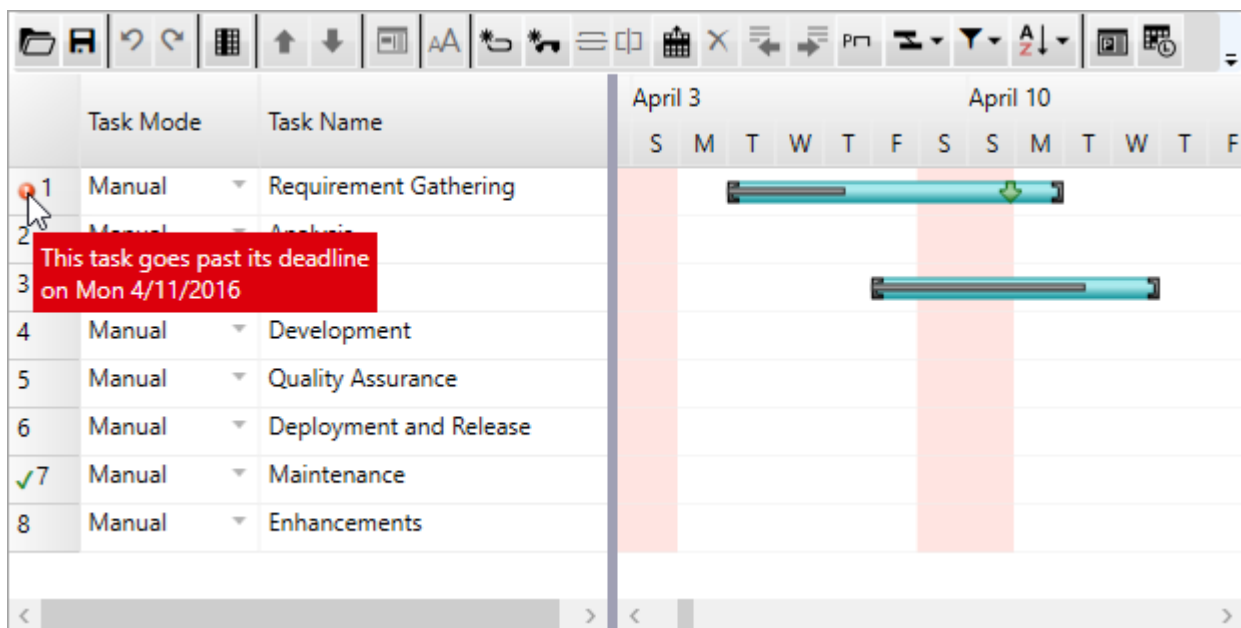 AA P A Z P
April 3 April 10
Task Mode Task Name
S M T W T F S S M T W T F
1 Manual Requirement Gathering
2
This task goes past its deadline
3 on Mon 4/11/2016
4 Manual Development
5 Manual Quality Assurance
6 Manual Deployment and Release
7 Manual Maintenance
8 Manual Enhancements